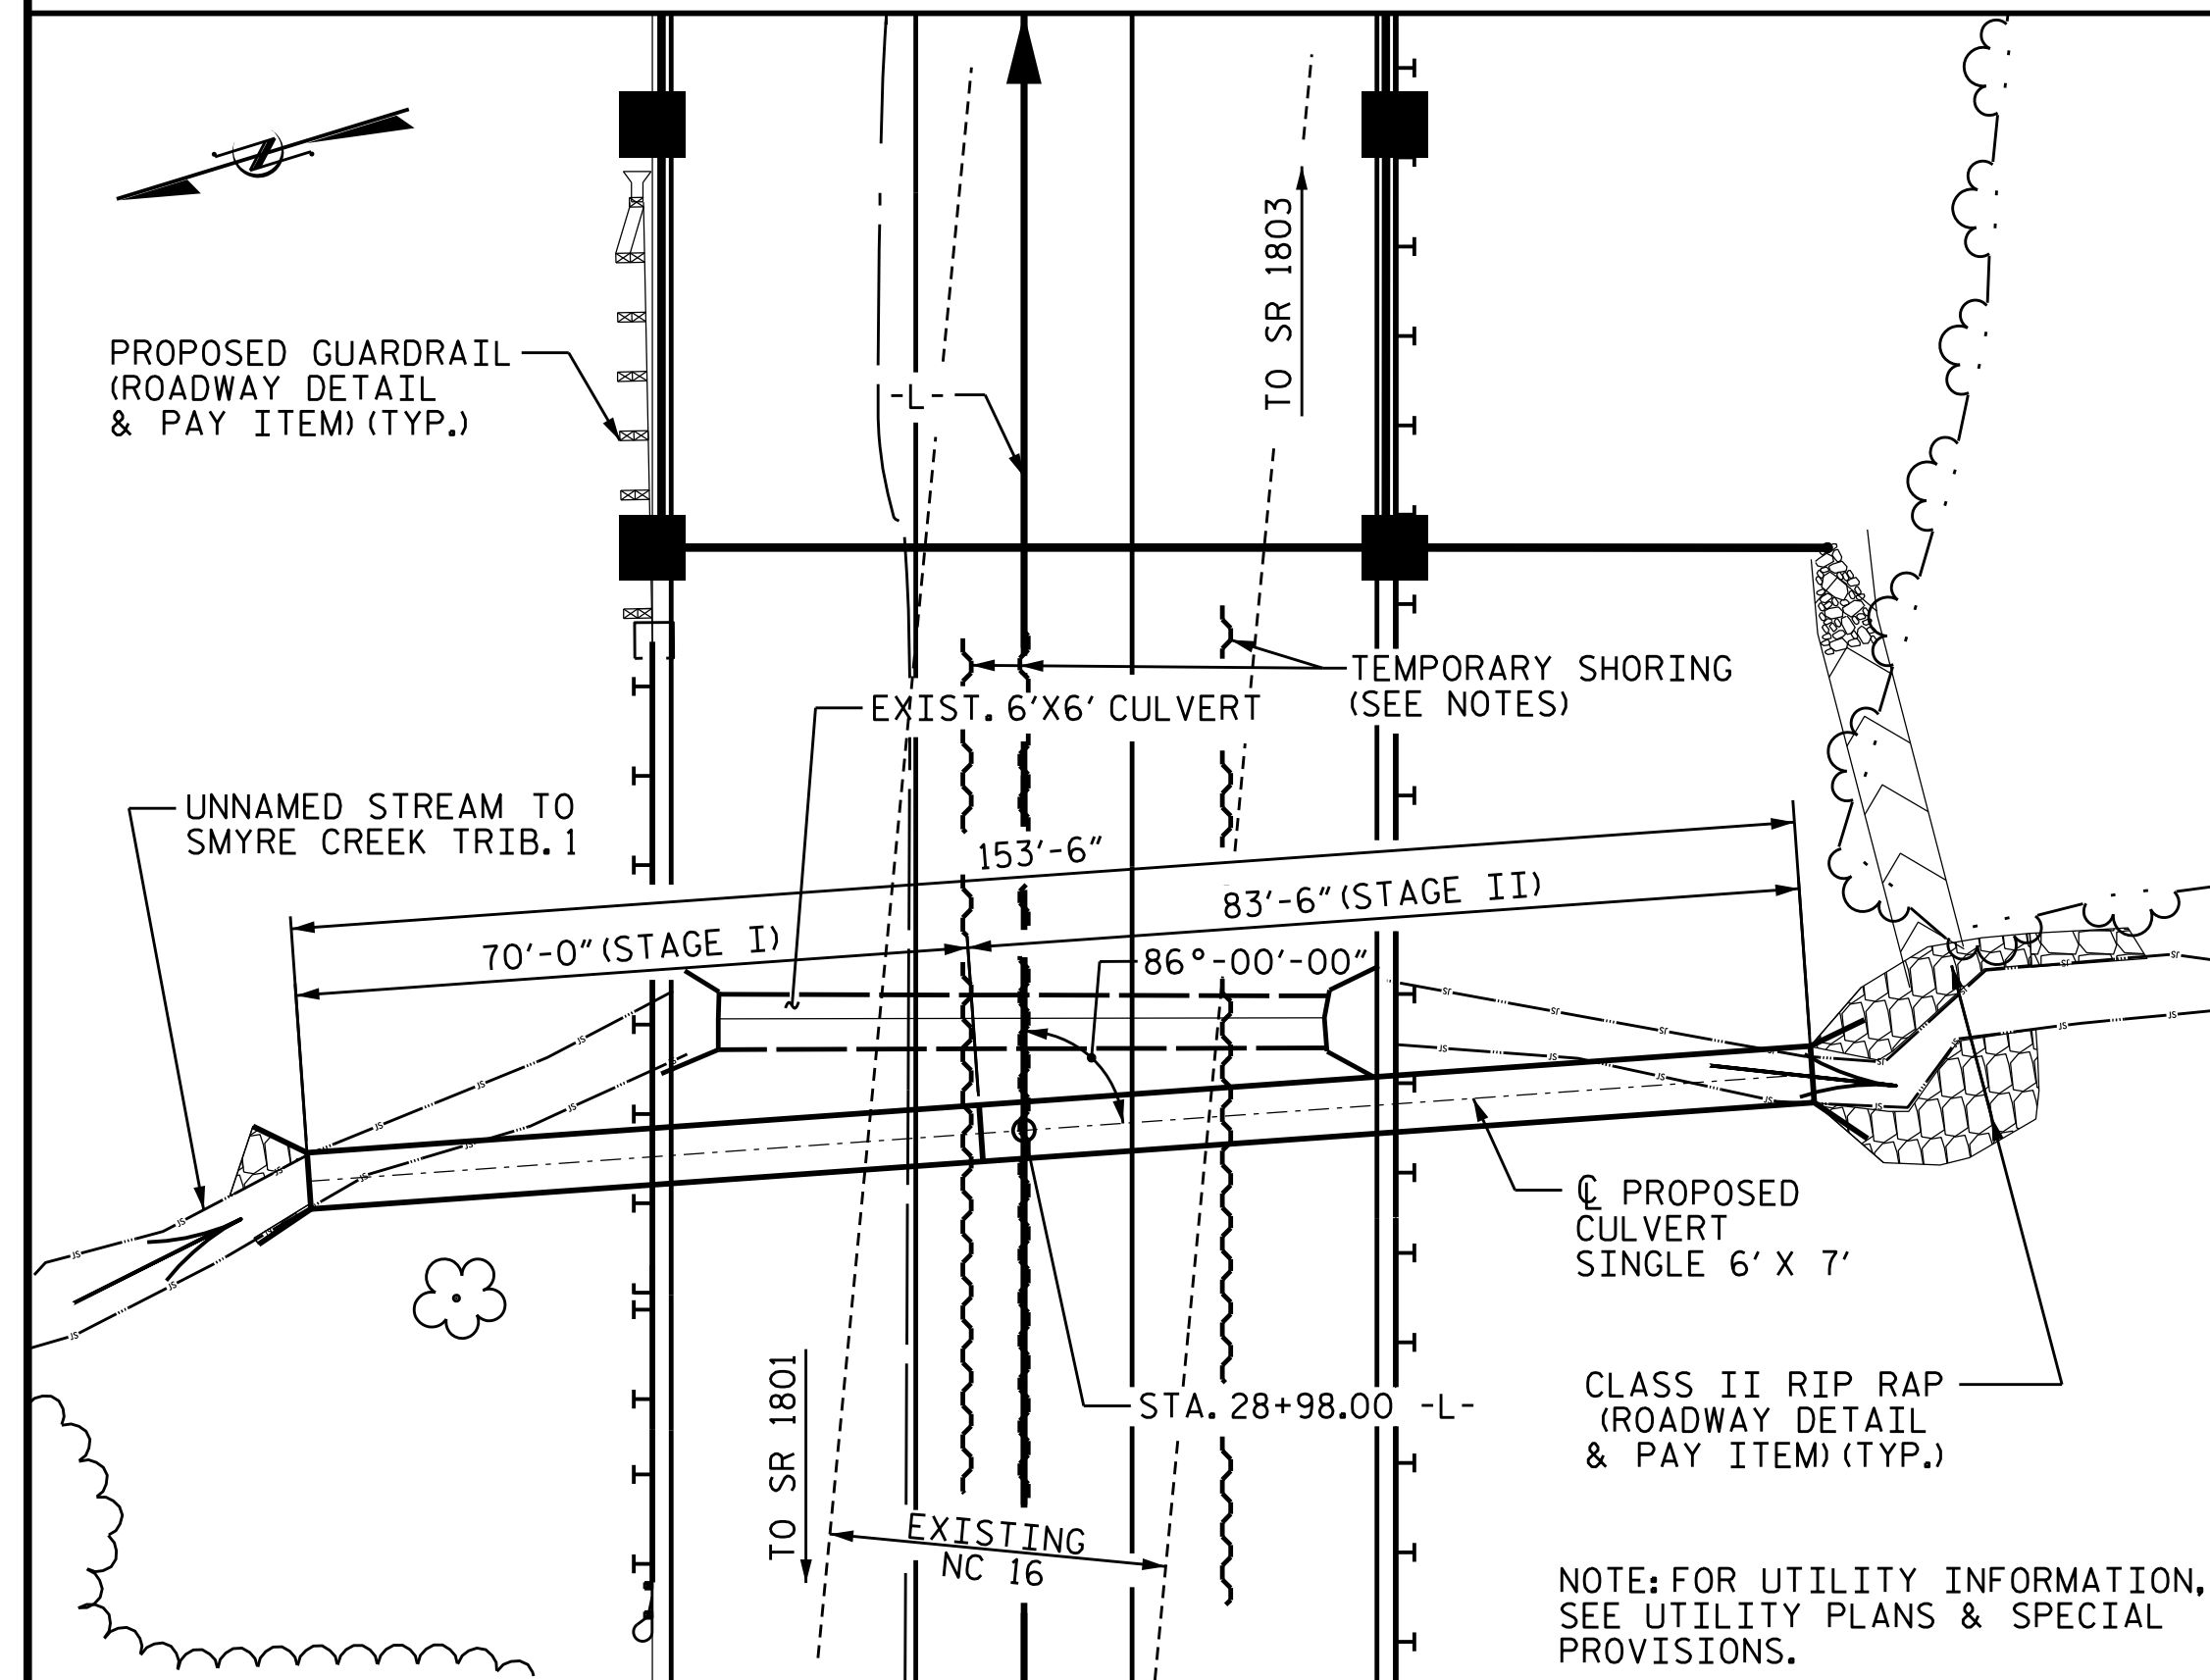 TO SR 1803
PROPOSED GUARDRAIL
(ROADWAY DETAIL
& PAY ITEM) (TYP.)
-L-
TEMPORARY SHORING
(SEE NOTES)
EXIST. 6'X6' CULVERT
UNNAMED STREAM TO
SMYRE CREEK TRIB. 1
153'-6"
83'-6" (STAGE II)
70'-0" (STAGE I)
86°-00'-00"
℄ PROPOSED
CULVERT
SINGLE 6' X 7'
TO SR 1801
STA. 28+98.00 -L-
CLASS II RIP RAP
(ROADWAY DETAIL
& PAY ITEM) (TYP.)
EXISTING
NC 16
NOTE: FOR UTILITY INFORMATION,
SEE UTILITY PLANS & SPECIAL
PROVISIONS.